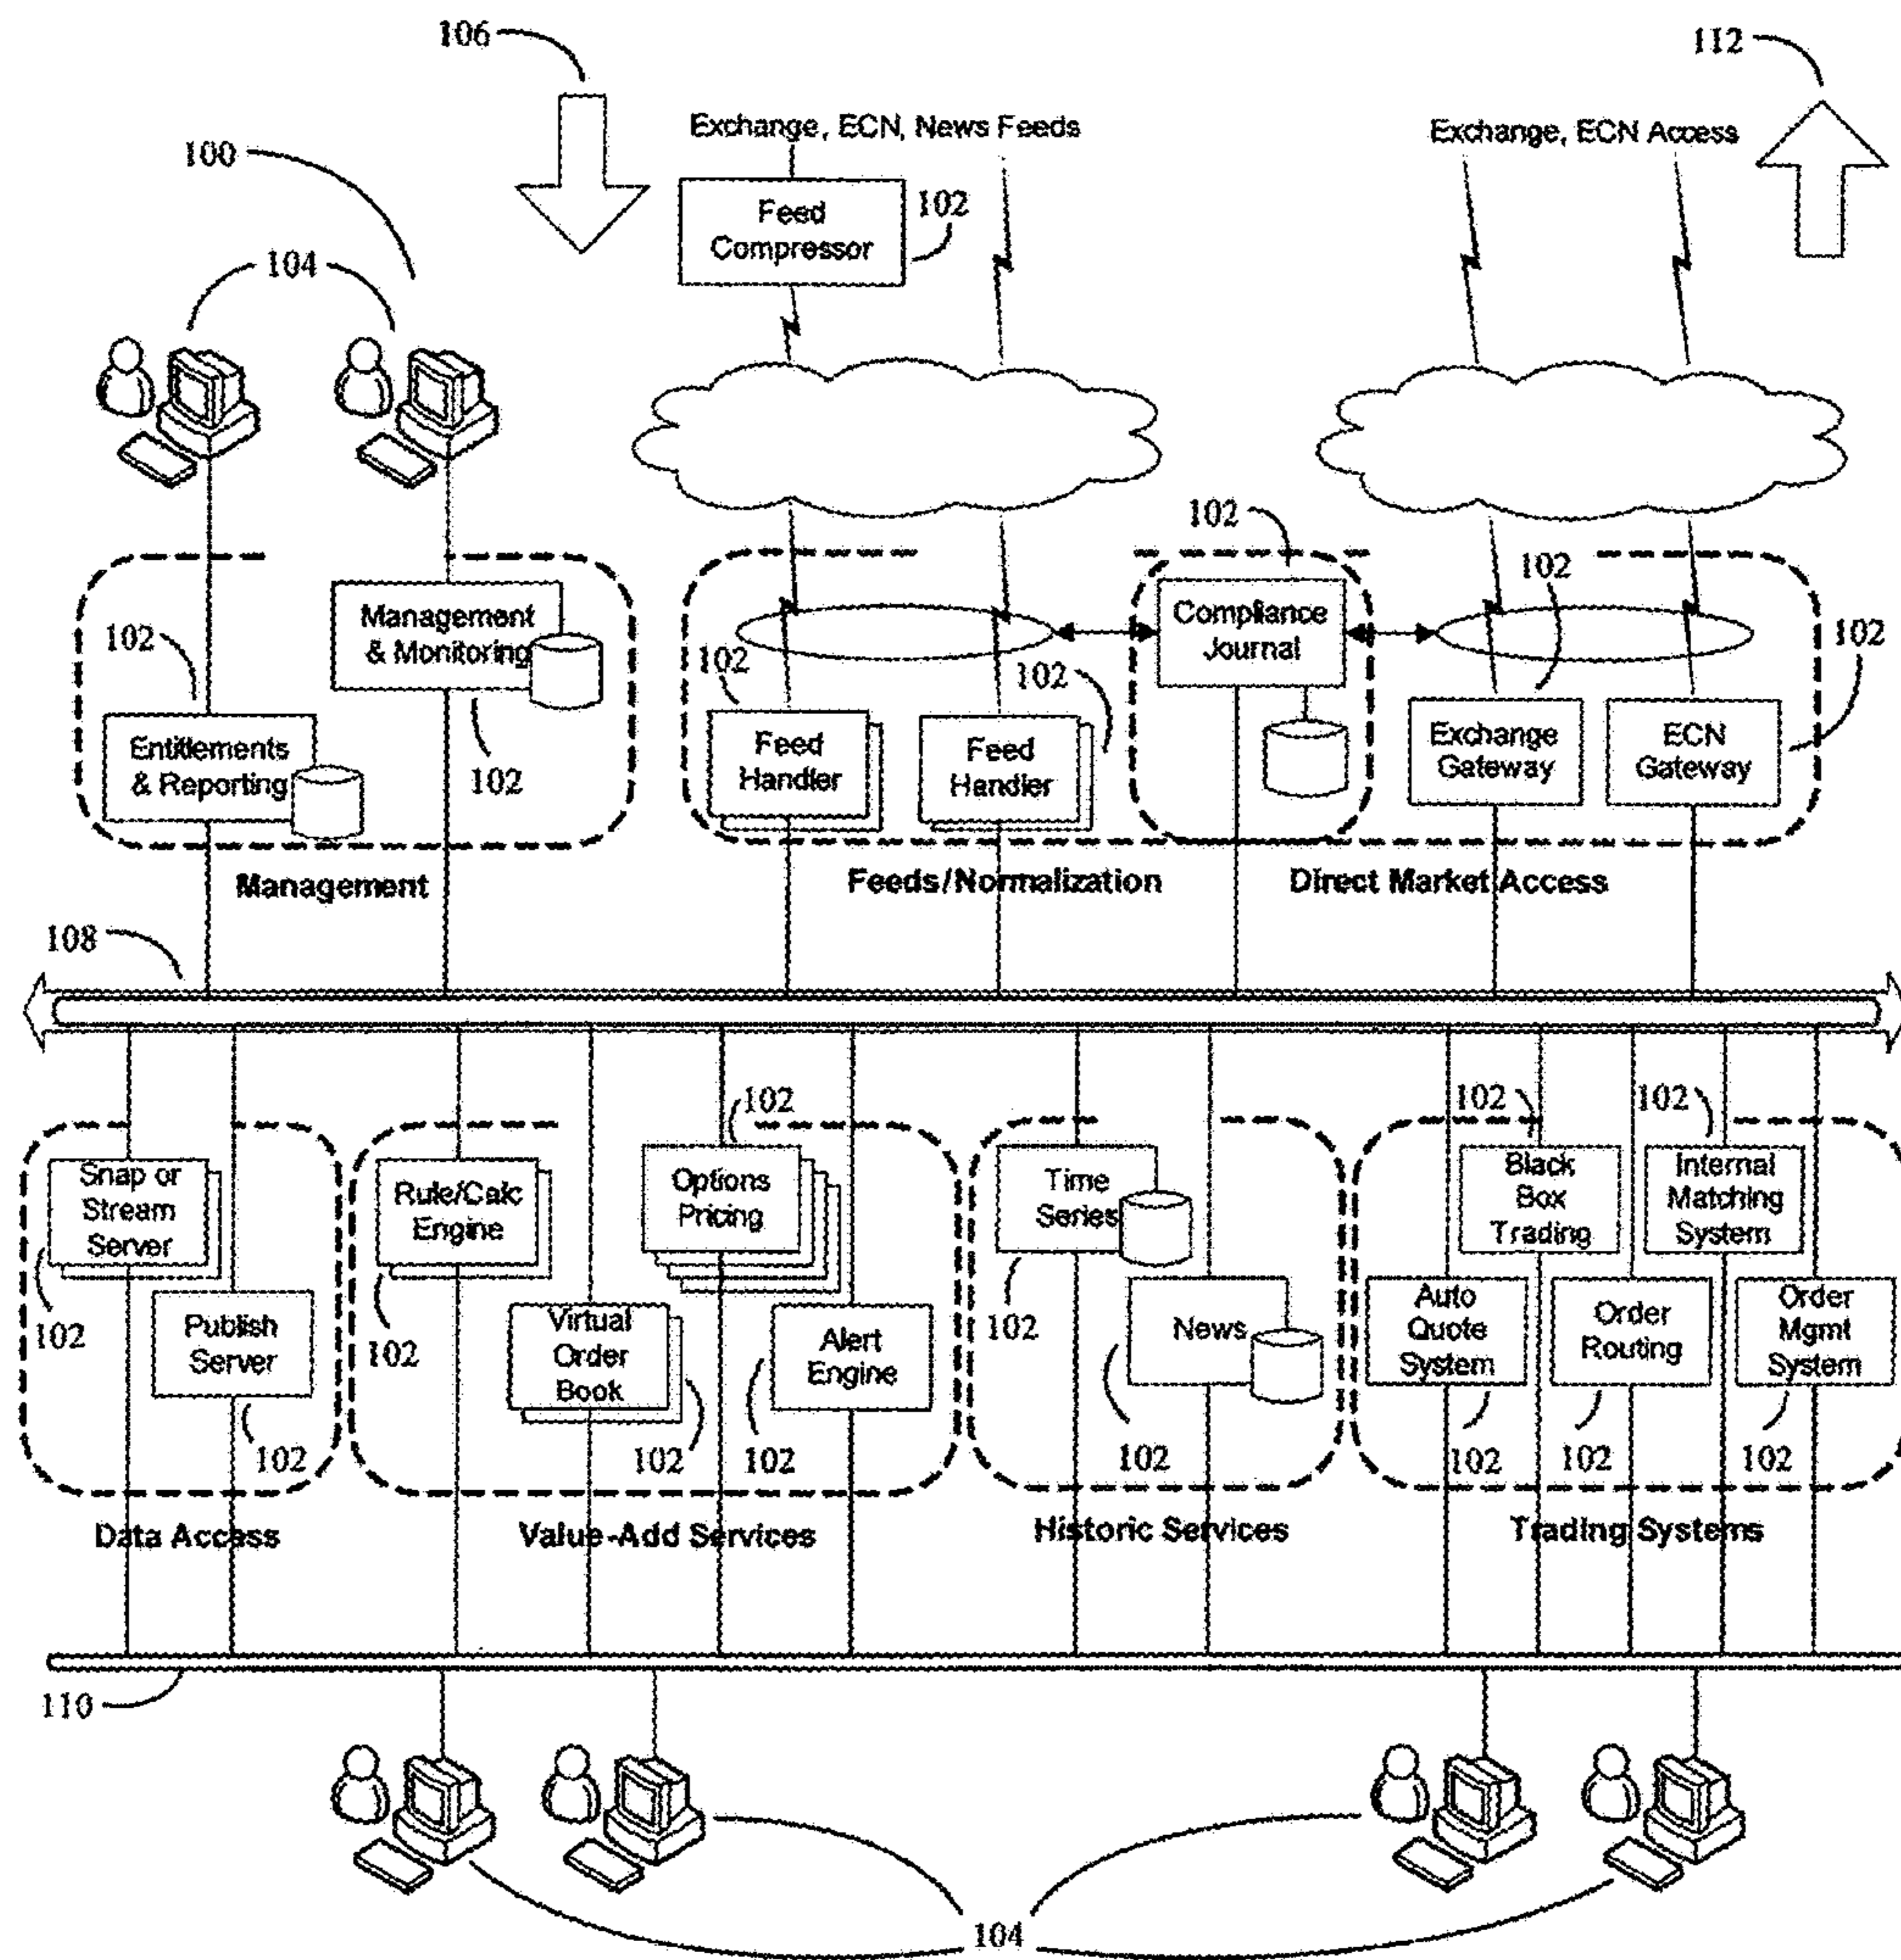 106
112
Exchange, ECN, News Feeds
Exchange, ECN Access
100
Feed
Compressor
102
104
102
102
Management
& Monitoring
Compliance
Journal
102
102
102
102
Entitlements
& Reporting
102
Feed
Handler
Feed
Handler
Exchange
Gateway
ECN
Gateway
Management
Feeds/Normalization
Direct Market Access
108
102
102
102
Snap or
Stream
Server
Rule/Calc
Engine
Options
Pricing
Time
Series
Black
Box
Trading
Internal
Matching
System
102
Publish
Server
102
Virtual
Order
Book
Alert
Engine
102
News
Auto
Quote
System
Order
Routing
Order
Mgmt
System
102
102
102
102
102
102
102
Data Access
Value-Add Services
Historic Services
Trading Systems
110
104